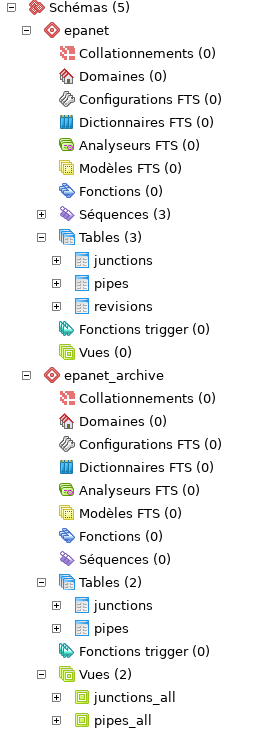 Schémas (5)
epanet
Collationnements (0)
Domaines (0)
Configurations FTS (0)
Dictionnaires FTS (0)
Analyseurs FTS (0)
Modèles FTS (0)
Fonctions (0)
Séquences (3)
Tables (3)
junctions
pipes
revisions
Fonctions trigger (0)
Vues (0)
epanet_archive
Collationnements (0)
Domaines (0)
Configurations FTS (0)
Dictionnaires FTS (0)
Analyseurs FTS (0)
Modèles FTS (0)
Fonctions (0)
Séquences (0)
Tables (2)
junctions
pipes
Fonctions trigger (0)
Vues (2)
junctions_all
pipes_all